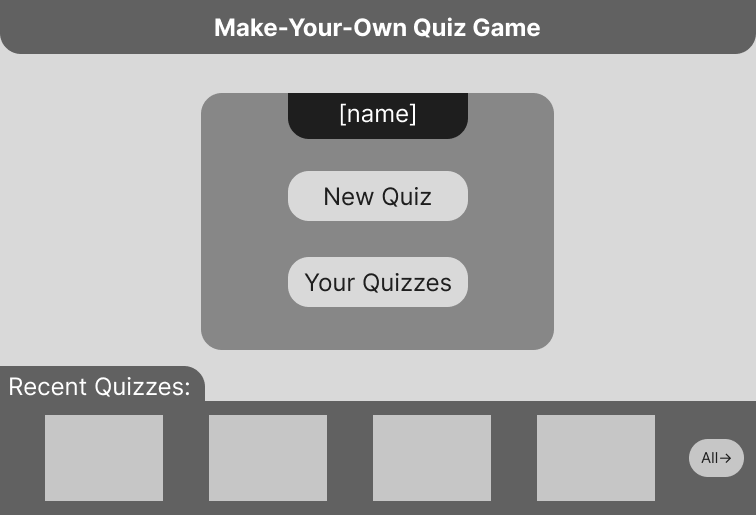 Make-Your-Own Quiz Game
[name]
New Quiz
Your Quizzes
Recent Quizzes:
All→